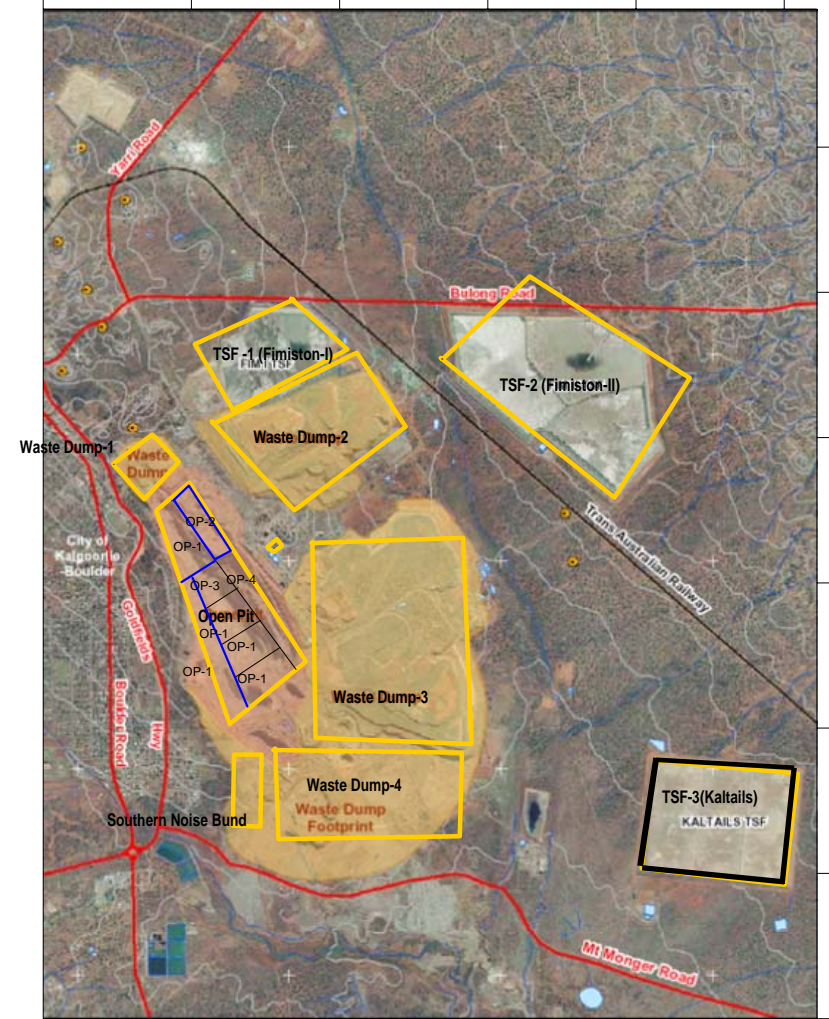 Yarri Road
Bulong Road
TSF -1 (Fimiston-I)
FIM I TSF
TSF-2 (Fimiston-II)
Waste Dump-2
Waste Dump-1
Waste
Dump
OP-2
City of
Kalgoorlie
-Boulder
OP-1
OP-4
OP-3
Trans Australian Railway
Open Pit
Goldfields
Hwy
OP-1
OP-1
OP-1
OP-1
Boulder Road
Waste Dump-3
Waste Dump-4
Waste Dump
Footprint
Southern Noise Bund
TSF-3(Kaltails)
KALTAILS TSF
Mt Monger Road